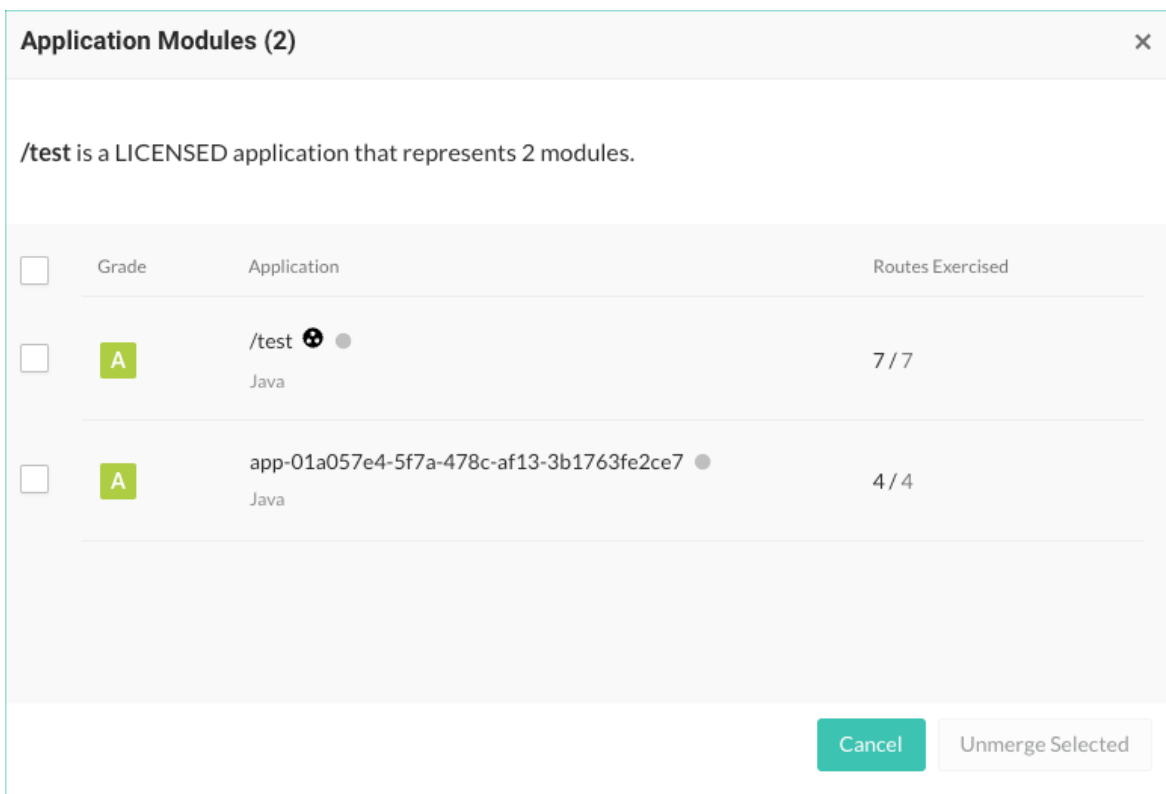 Application Modules (2)
/test is a LICENSED application that represents 2 modules.
Grade Application Routes Exercised
A /test 7 / 7
Java
A app-01a057e4-5f7a-478c-af13-3b1763fe2ce7 4 / 4
Java
Cancel Unmerge Selected